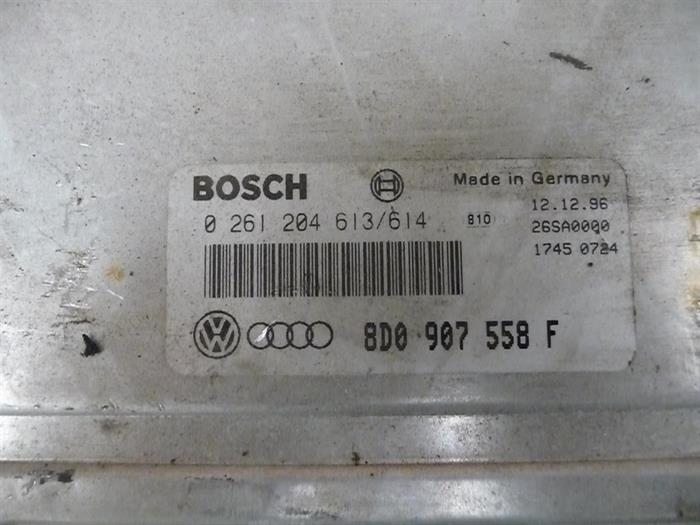 BOSCH
Made in Germany
12.12.96
0 261 204 613/614
810
26SA0000
1745 0724
VW
8D0 907 558 F